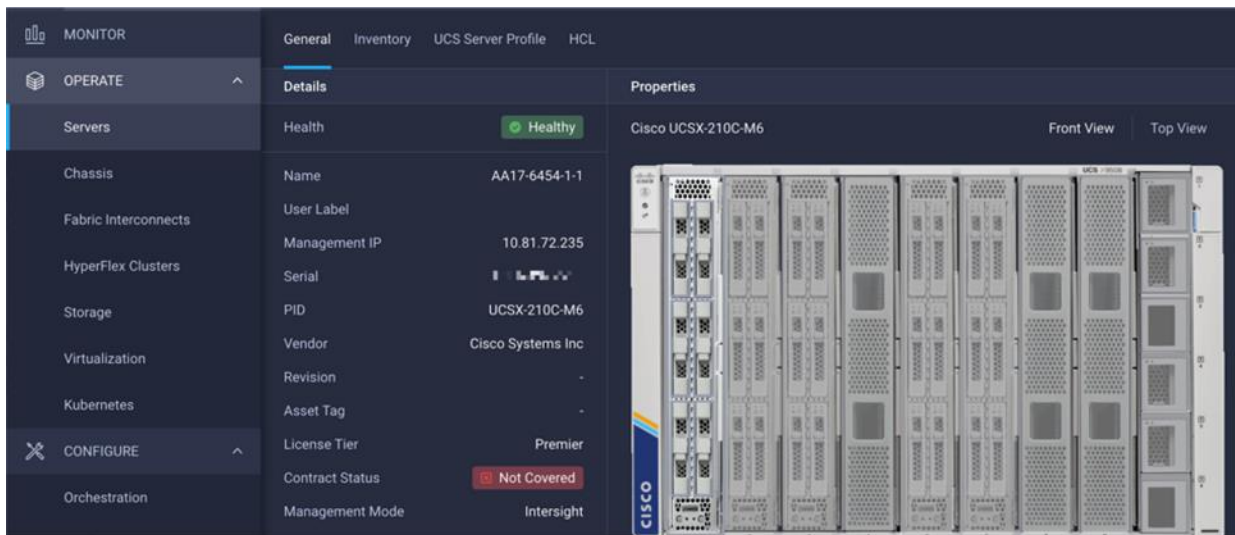 MONITOR
OPERATE
Servers
Chassis
Fabric Interconnects
HyperFlex Clusters
Storage
Virtualization
Kubernetes
CONFIGURE
Orchestration
General Inventory UCS Server Profile HCL
Details
Health Healthy
Name AA17-6454-1-1
User Label
Management IP 10.81.72.235
Serial
PID UCSX-210C-M6
Vendor Cisco Systems Inc
Revision -
Asset Tag -
License Tier Premier
Contract Status Not Covered
Management Mode Intersight
Properties
Cisco UCSX-210C-M6 Front View Top View
UCS
CISCO